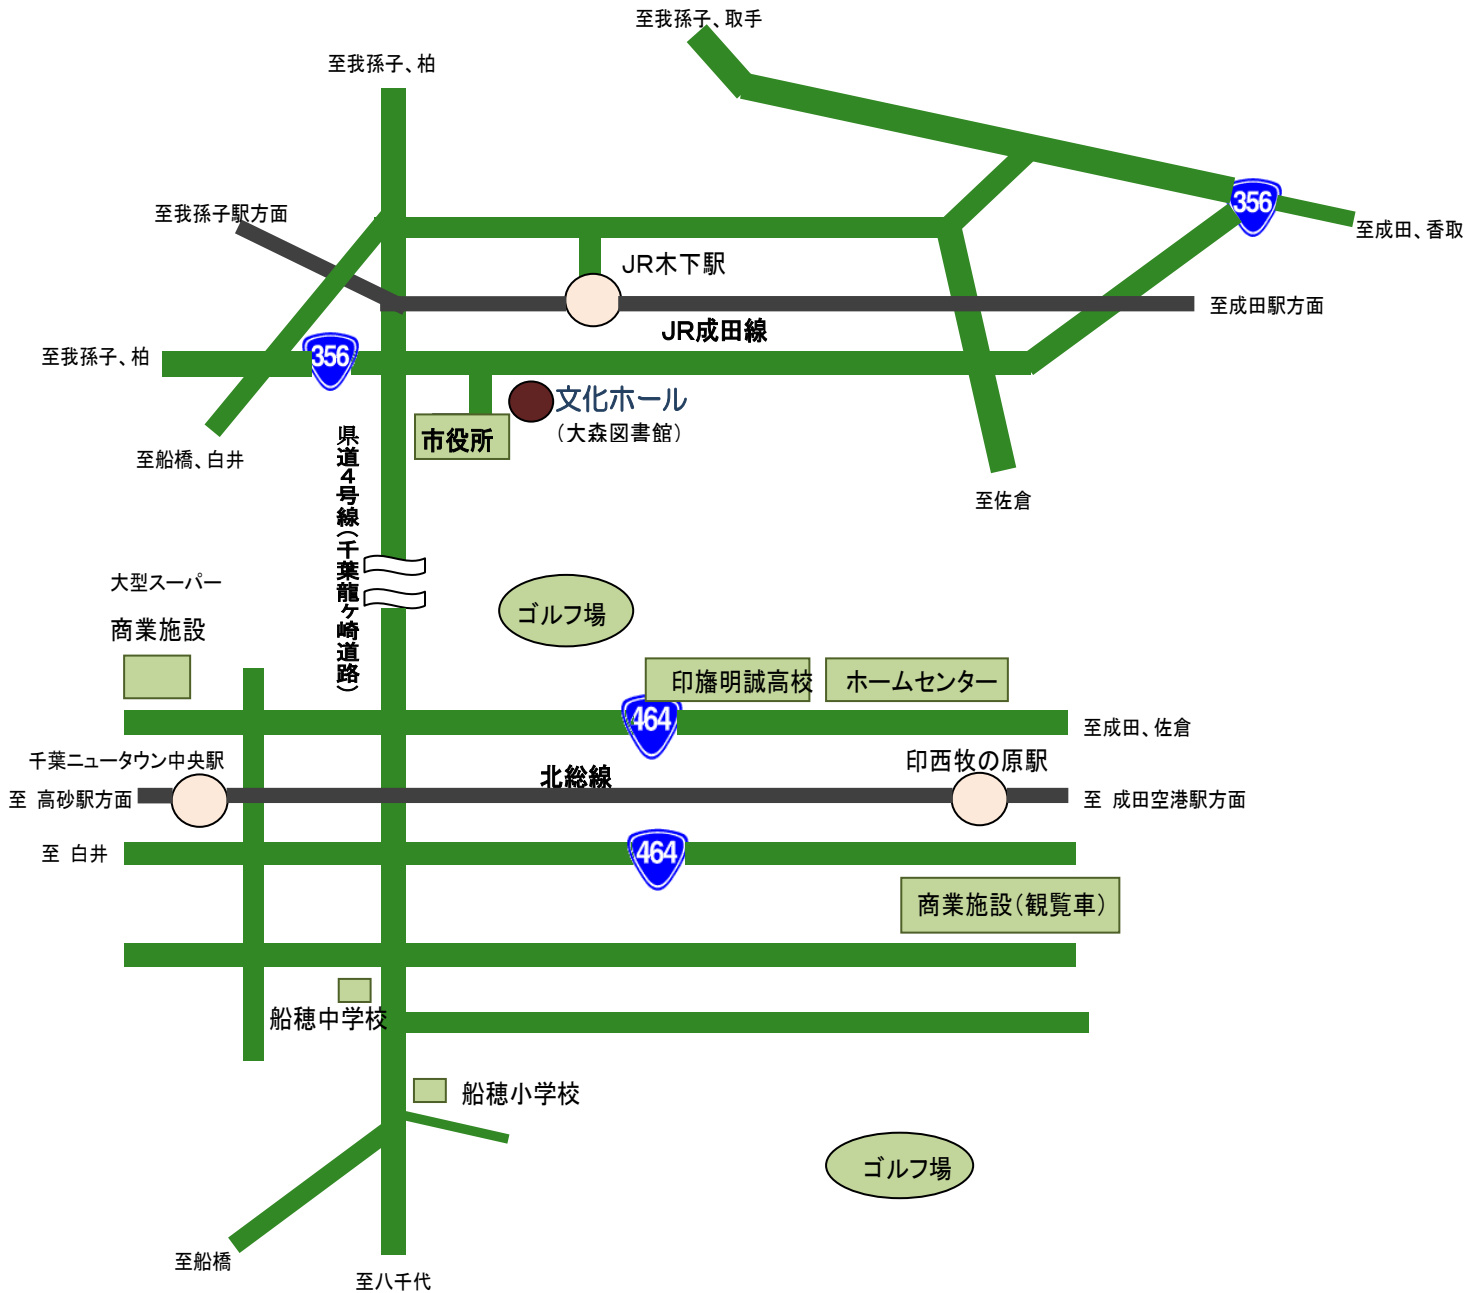 至我孫子、取手
至我孫子、柏
至我孫子駅方面
356
至成田、香取
JR木下駅
至成田駅方面
JR成田線
至我孫子、柏
356
文化ホール
(大森図書館)
市役所
至船橋、白井
県道4号線(千葉龍ヶ崎道路)
至佐倉
大型スーパー
商業施設
ゴルフ場
印旛明誠高校
ホームセンター
464
至成田、佐倉
千葉ニュータウン中央駅
北総線
印西牧の原駅
至 高砂駅方面
至 成田空港駅方面
至 白井
464
商業施設(観覧車)
船穂中学校
船穂小学校
ゴルフ場
至船橋
至八千代